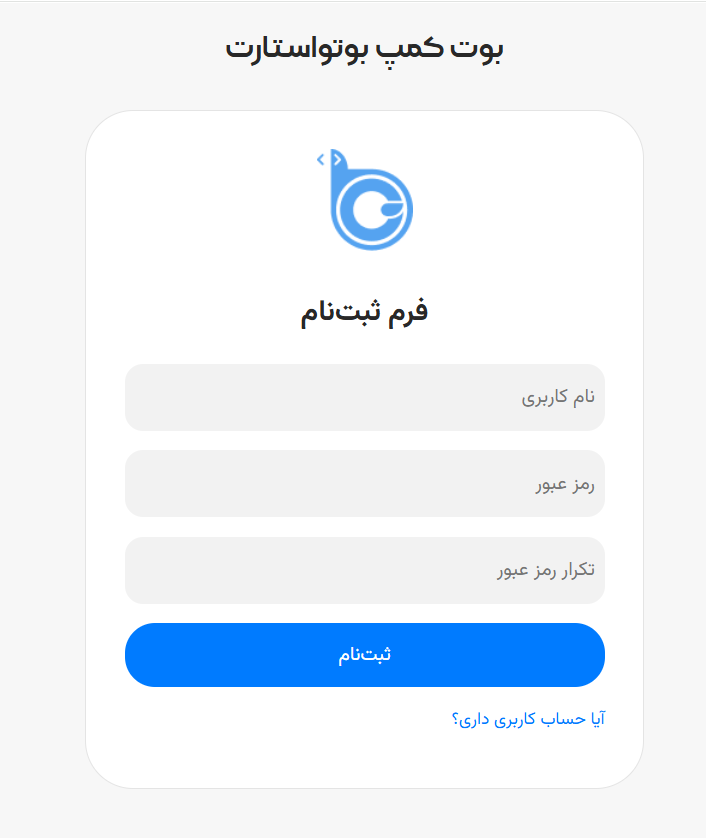 بوت کمپ بوتواستارت
فرم ثبت‌نام
نام کاربری
رمز عبور
تکرار رمز عبور
ثبت‌نام
آیا حساب کاربری داری؟